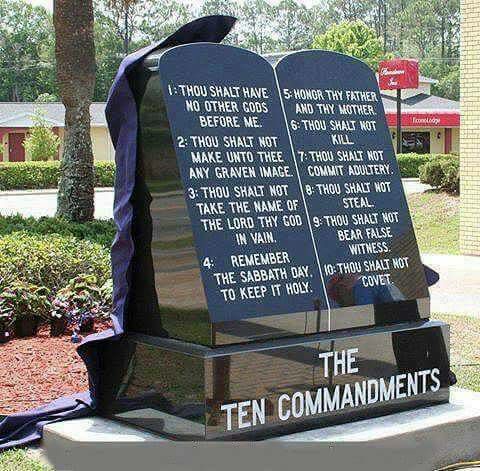 1: THOU SHALT HAVE
NO OTHER GODS
BEFORE ME.
2: THOU SHALT NOT
MAKE UNTO THEE
ANY GRAVEN IMAGE.
3: THOU SHALT NOT
TAKE THE NAME OF
THE LORD THY GOD
IN VAIN.
4: REMEMBER
THE SABBATH DAY,
TO KEEP IT HOLY.
5: HONOR THY FATHER
AND THY MOTHER.
6: THOU SHALT NOT
KILL.
7: THOU SHALT NOT
COMMIT ADULTERY.
8: THOU SHALT NOT
STEAL.
9: THOU SHALT NOT
BEAR FALSE
WITNESS.
10: THOU SHALT NOT
COVET.
THE
TEN COMMANDMENTS
EconoLodge
Inn